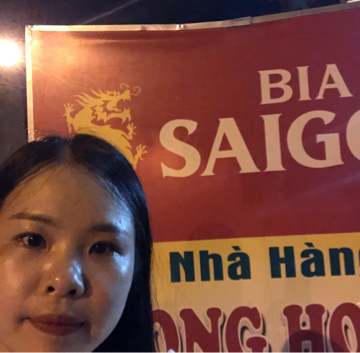 BIA
SAIGO
Nhà Hàn
ONG HO